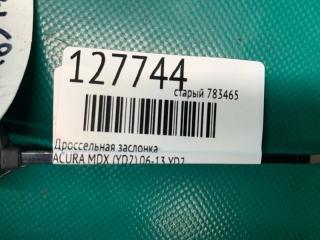 127744
старый 783465
Дроссельная заслонка
ACURA MDX (YD2) 06-13 YD2